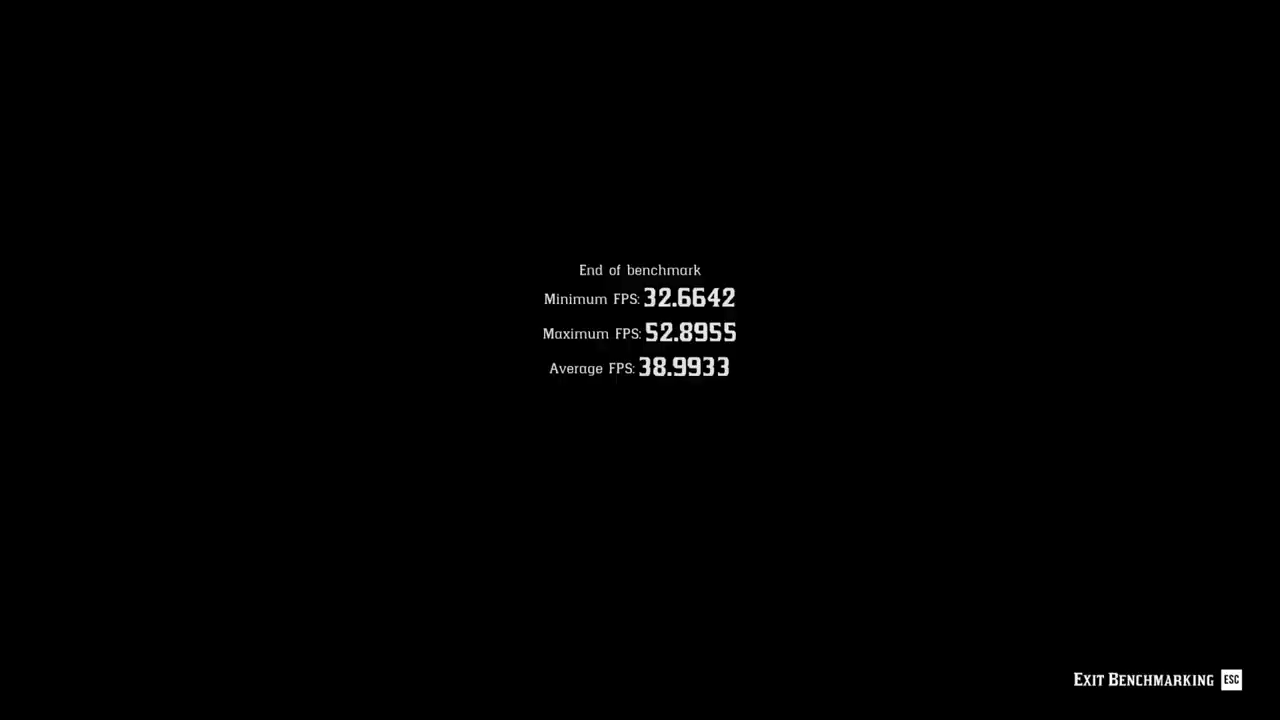 End of benchmark
Minimum FPS: 32.6642
Maximum FPS: 52.8955
Average FPS: 38.9933
Exit Benchmarking ESC